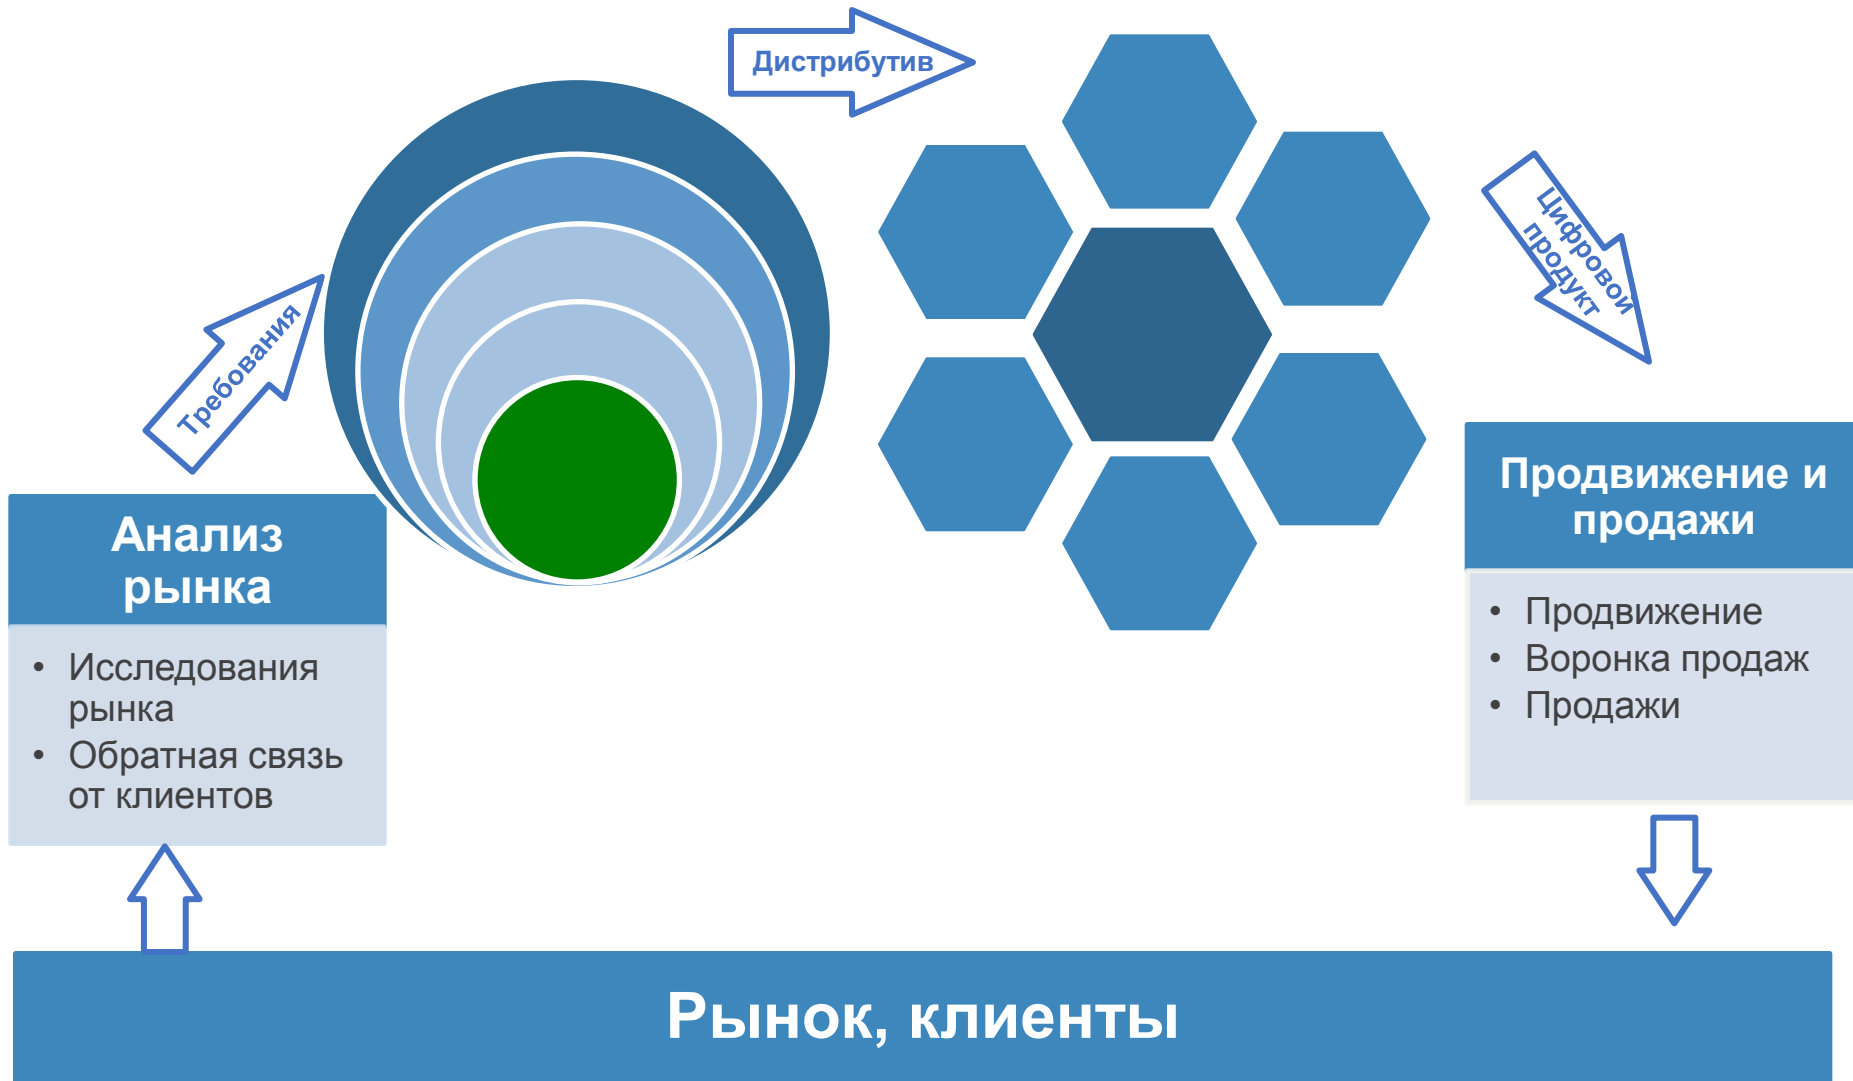 Дистрибутив
Цифровой
продукт
Требования
Анализ
рынка
• Исследования
рынка
• Обратная связь
от клиентов
Продвижение и
продажи
• Продвижение
• Воронка продаж
• Продажи
Рынок, клиенты